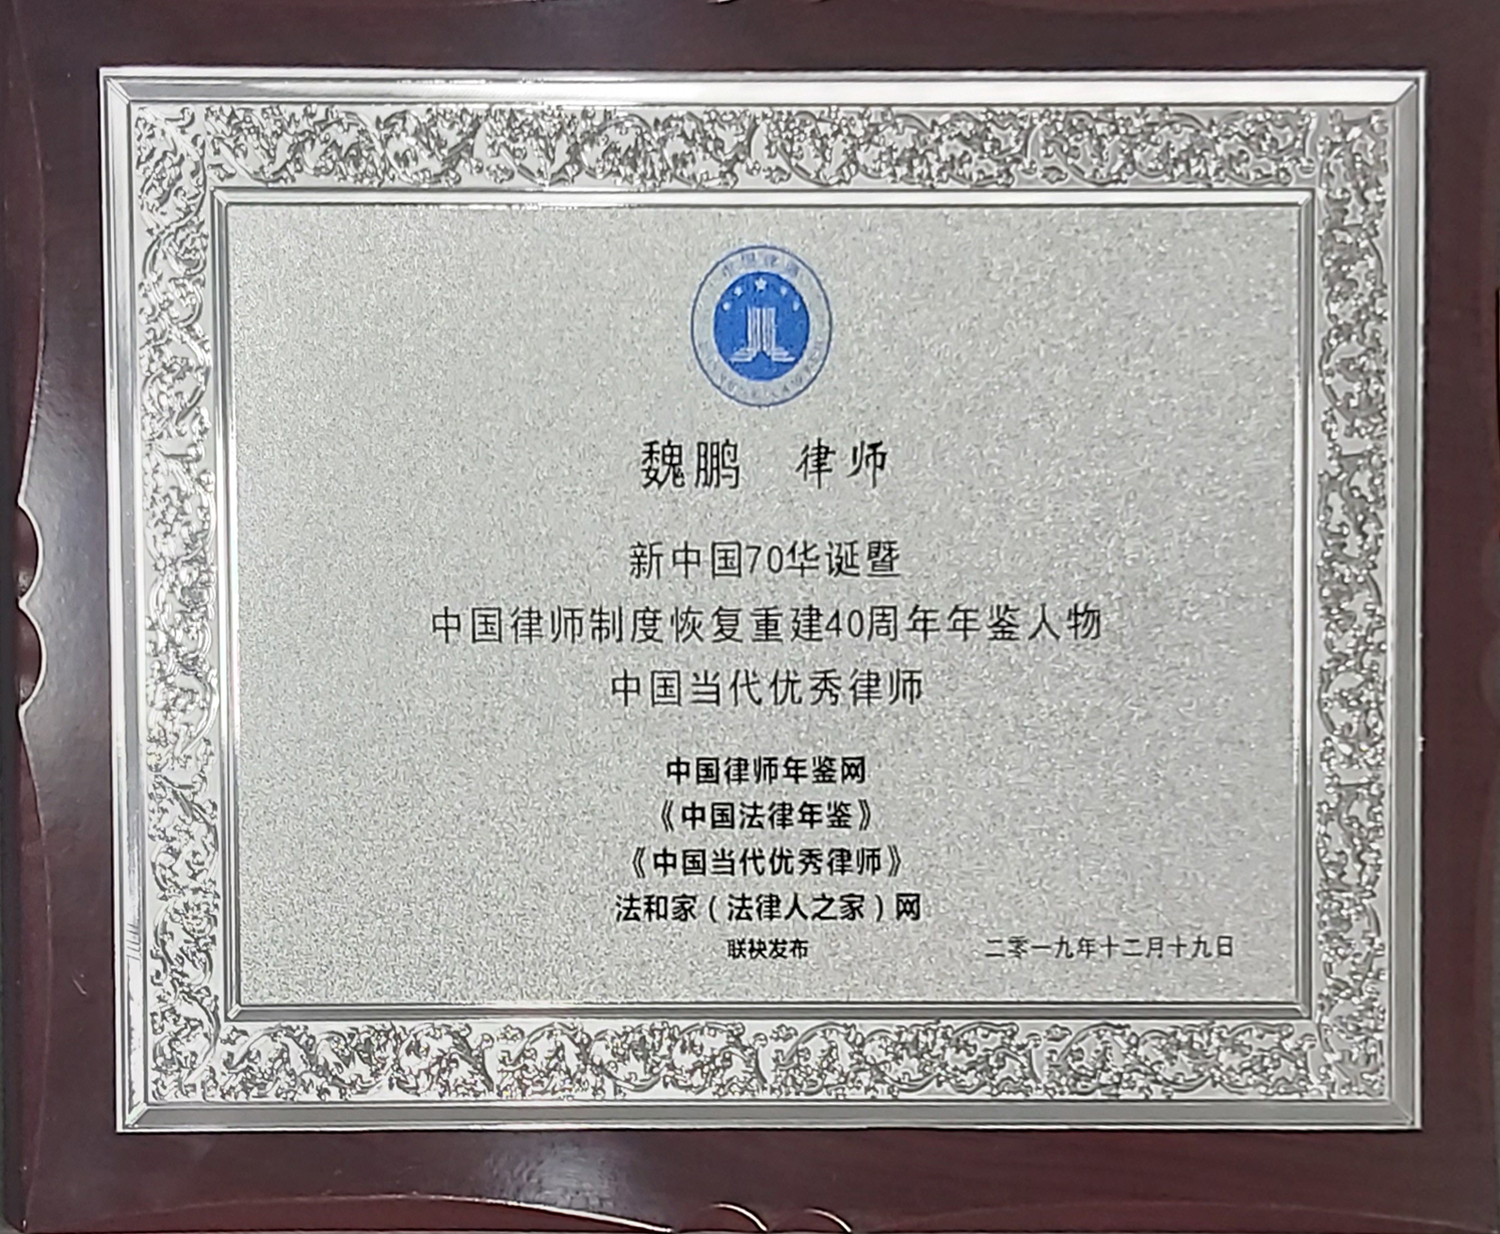 魏鹏 律师
新中国70华诞暨
中国律师制度恢复重建40周年年鉴人物
中国当代优秀律师
中国律师年鉴网
《中国法律年鉴》
《中国当代优秀律师》
法和家(法律人之家)网
联袂发布
二零一九年十二月十九日